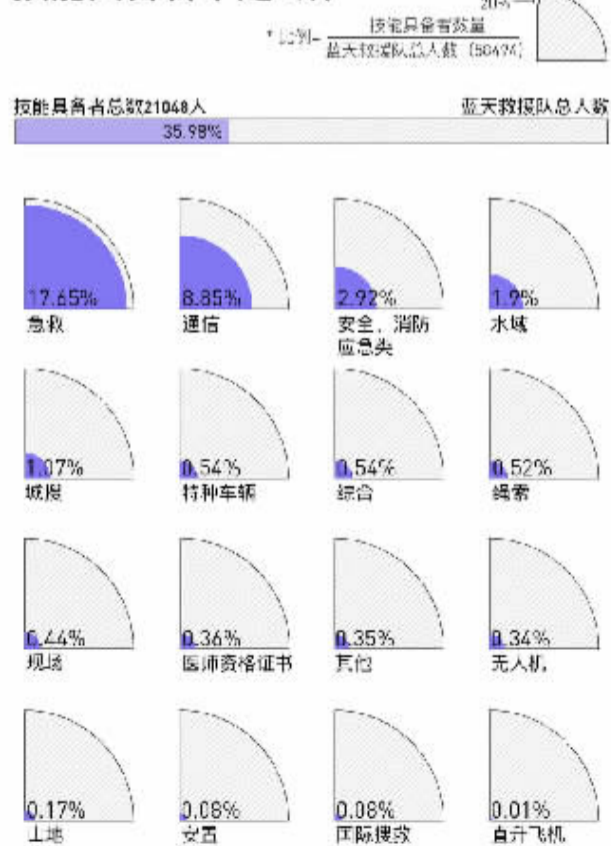 20%
技能具备者数量
蓝天救援队总人数 (58494)
技能具备者总数21048人
蓝天救援队总人数
35.98%
17.65%
8.85%
2.92%
1.9%
急救
通信
安全、消防
应急类
水域
1.07%
0.54%
0.54%
0.52%
城搜
特种车辆
综合
绳索
0.44%
0.36%
0.35%
0.34%
现场
医师资格证书
其他
无人机
0.17%
0.08%
0.08%
0.01%
山地
安置
国际搜救
直升飞机